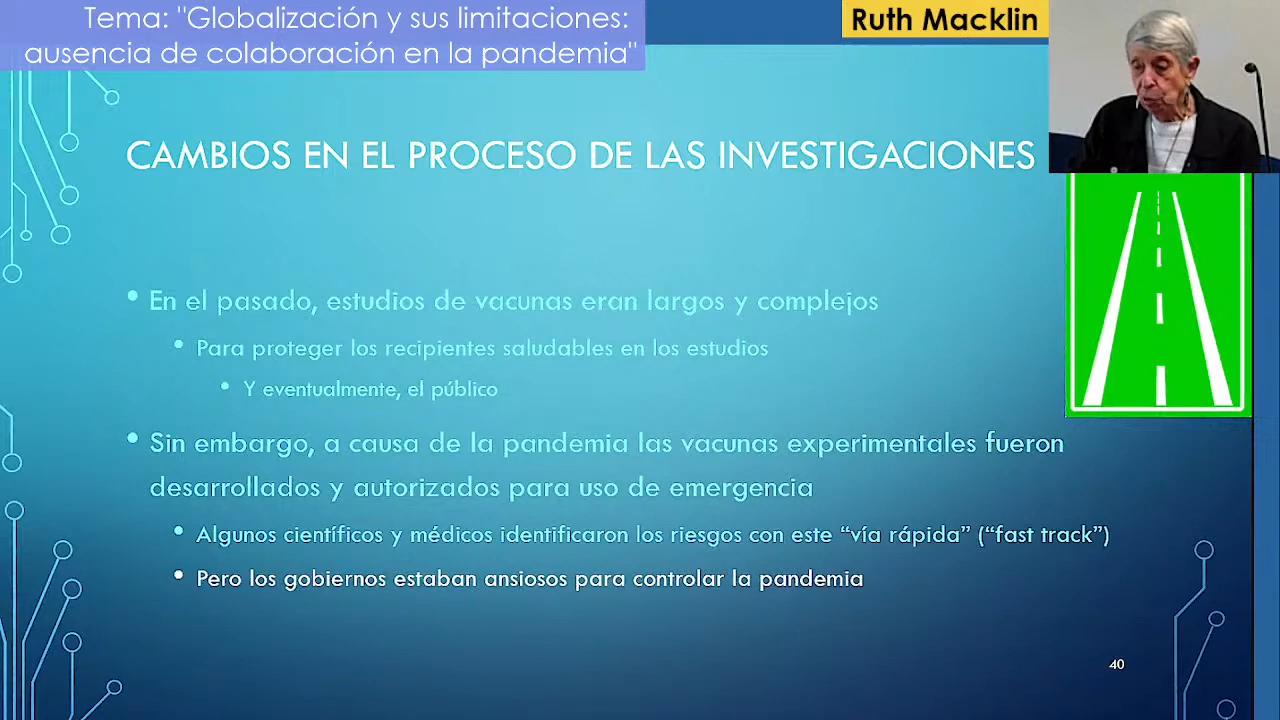 Tema: "Globalización y sus limitaciones:
ausencia de colaboración en la pandemia"
Ruth Macklin
CAMBIOS EN EL PROCESO DE LAS INVESTIGACIONES
• En el pasado, estudios de vacunas eran largos y complejos
• Para proteger los recipientes saludables en los estudios
• Y eventualmente, el público
• Sin embargo, a causa de la pandemia las vacunas experimentales fueron
desarrollados y autorizados para uso de emergencia
• Algunos científicos y médicos identificaron los riesgos con este “vía rápida” (“fast track”)
• Pero los gobiernos estaban ansiosos para controlar la pandemia
40